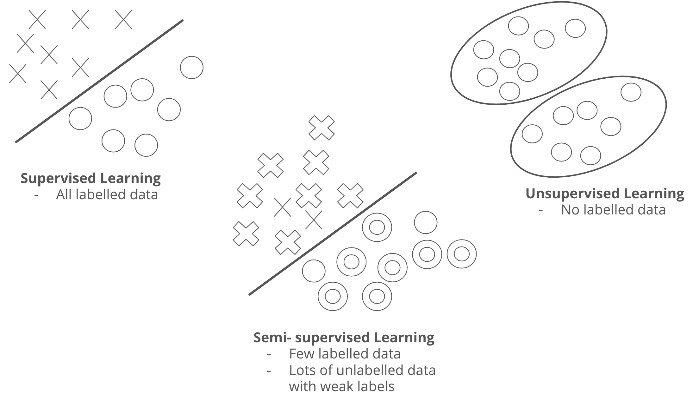 Supervised Learning
- All labelled data
Unsupervised Learning
- No labelled data
Semi- supervised Learning
- Few labelled data
- Lots of unlabelled data
with weak labels